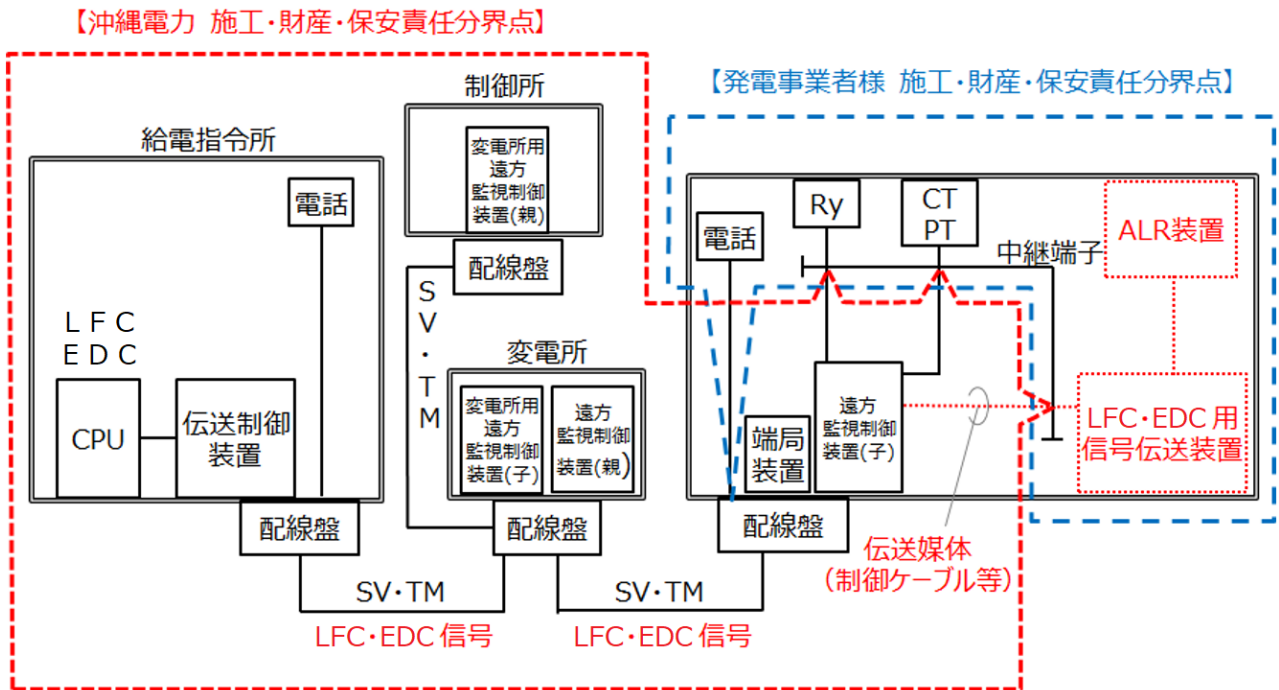 【沖縄電力 施工・財産・保安責任分界点】
【発電事業者様 施工・財産・保安責任分界点】
制御所
変電所用
遠方
監視制御
装置(親)
配線盤
給電指令所
電話
LFC
EDC
CPU
伝送制御
装置
配線盤
SV・TM
変電所
変電所用
遠方
監視制御
装置(子)
遠方
監視制御
装置(親)
配線盤
SV・TM
LFC・EDC信号
SV・TM
LFC・EDC信号
電話
Ry
CT
PT
中継端子
ALR装置
端局
装置
遠方
監視制御
装置(子)
LFC・EDC用
信号伝送装置
配線盤
伝送媒体
(制御ケーブル等)